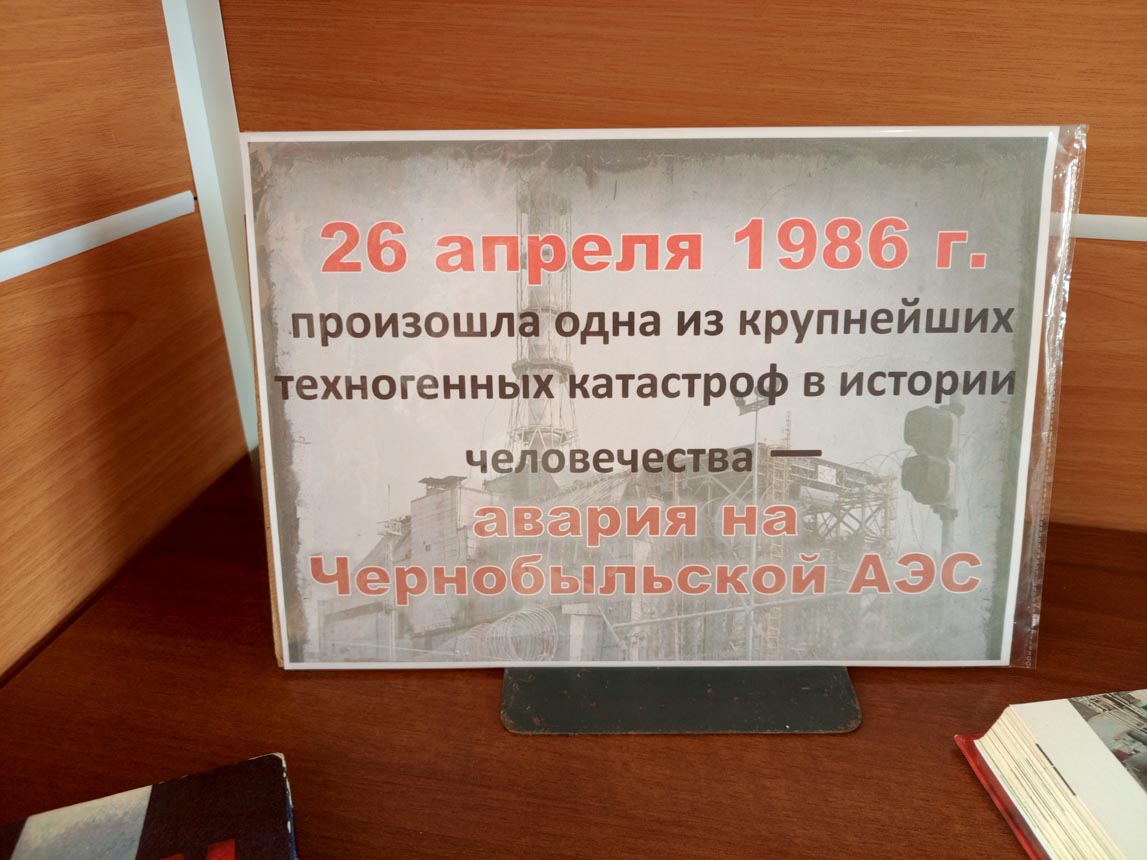 26 апреля 1986 г.
произошла одна из крупнейших
техногенных катастроф в истории
человечества —
авария на
Чернобыльской АЭС